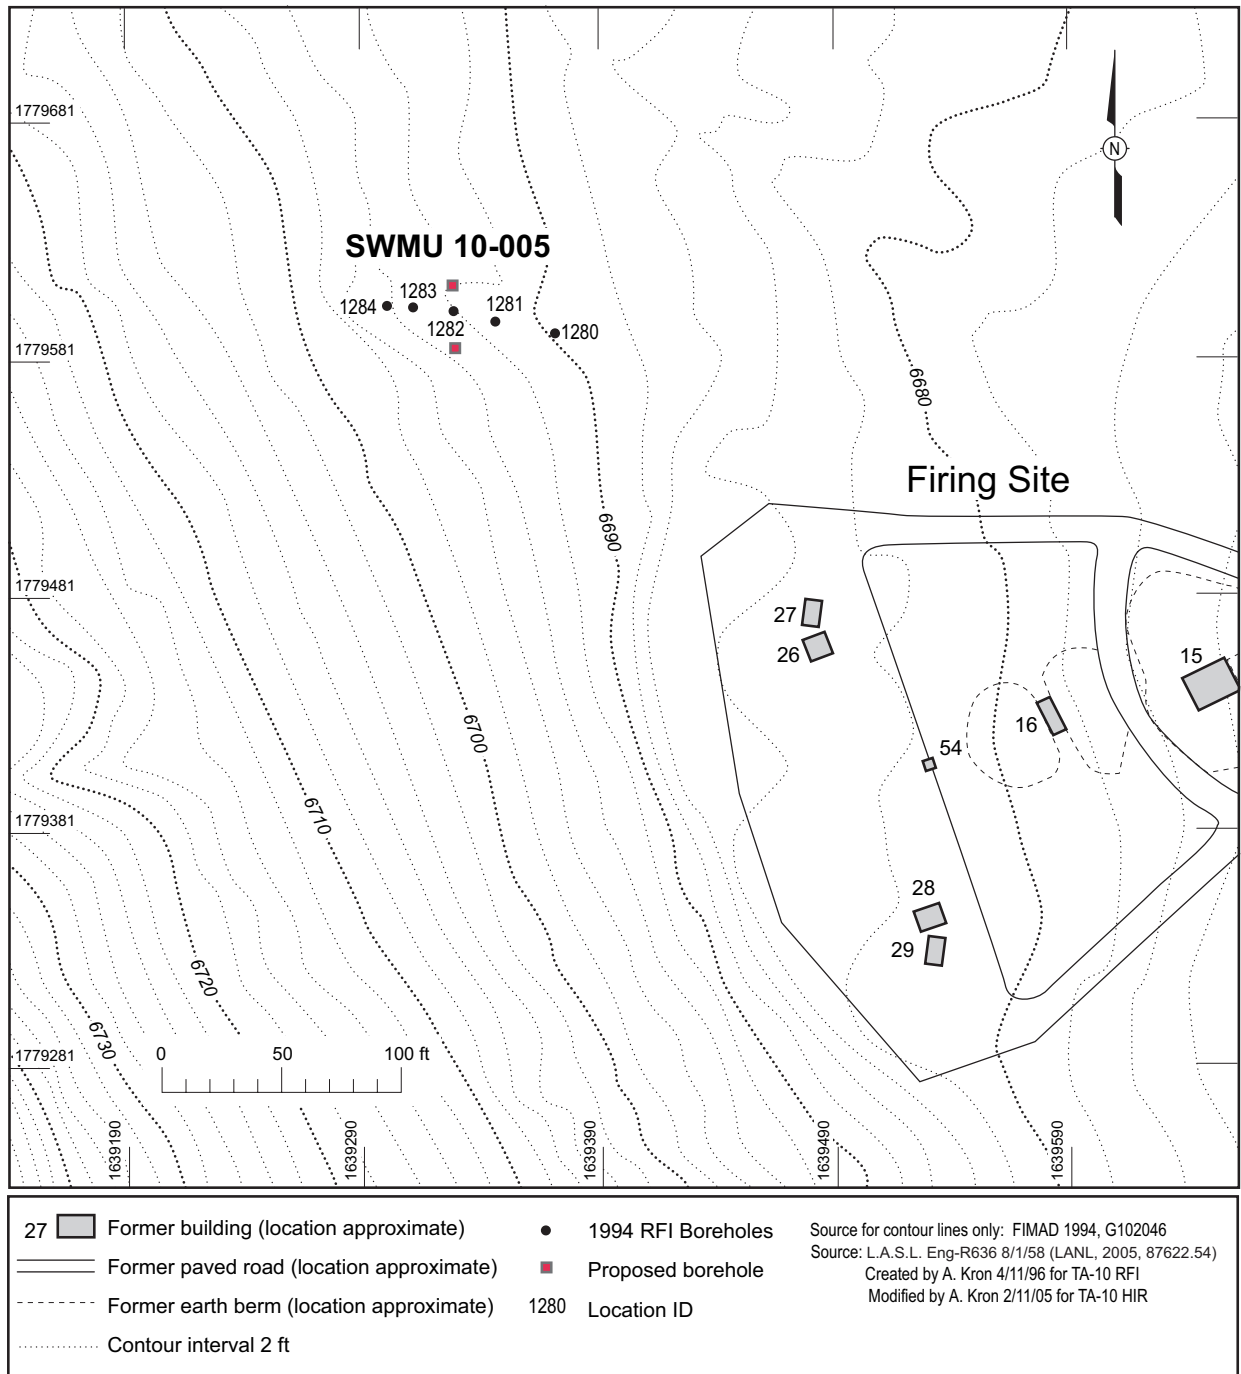 1779681
N
SWMU 10-005
1284
1283
1281
1282
1280
1779581
6680
Firing Site
6690
1779481
27
26
15
16
54
6700
6710
1779381
28
29
6720
6730
1779281
0 50 100 ft
1639190
1639290
1639390
1639490
1639590
27 Former building (location approximate)
Former paved road (location approximate)
Former earth berm (location approximate)
Contour interval 2 ft
1994 RFI Boreholes
Proposed borehole
1280 Location ID
Source for contour lines only: FIMAD 1994, G102046
Source: L.A.S.L. Eng-R636 8/1/58 (LANL, 2005, 87622.54)
Created by A. Kron 4/11/96 for TA-10 RFI
Modified by A. Kron 2/11/05 for TA-10 HIR